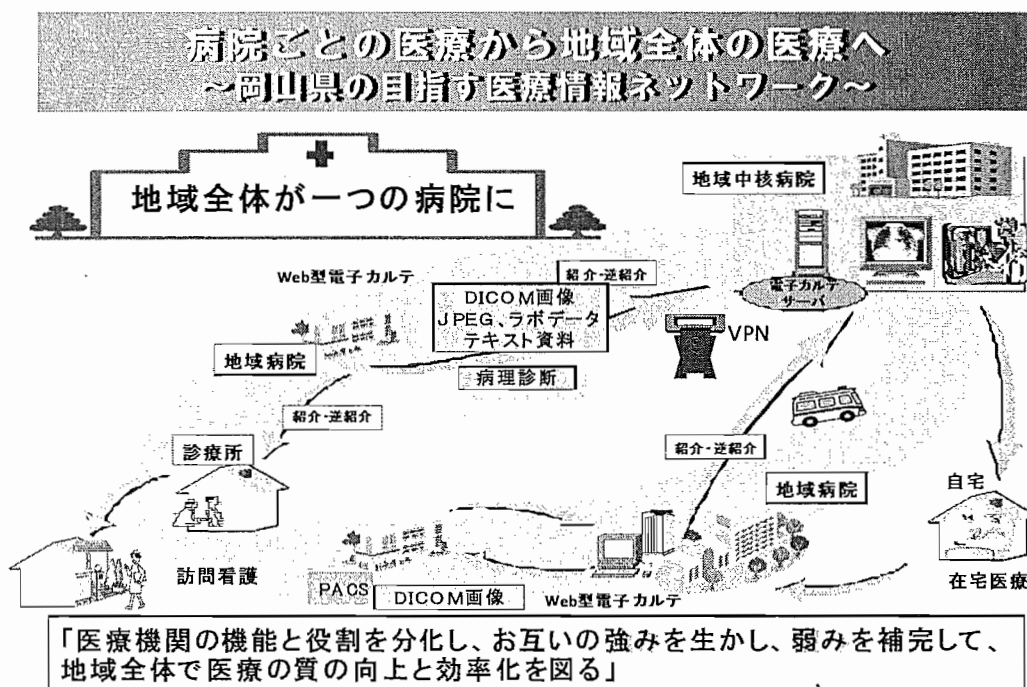 病院ごとの医療から地域全体の医療へ
~岡山県の目指す医療情報ネットワーク~
地域全体が一つの病院に
地域中核病院
電子カルテ
サーバ
Web型電子カルテ
紹介・逆紹介
DICOM画像
JPEG、ラボデータ
テキスト資料
VPN
地域病院
病理診断
紹介・逆紹介
診療所
紹介・逆紹介
地域病院
自宅
訪問看護
PACS
DICOM画像
Web型電子カルテ
在宅医療
「医療機関の機能と役割を分化し、お互いの強みを生かし、弱みを補完して、
地域全体で医療の質の向上と効率化を図る」